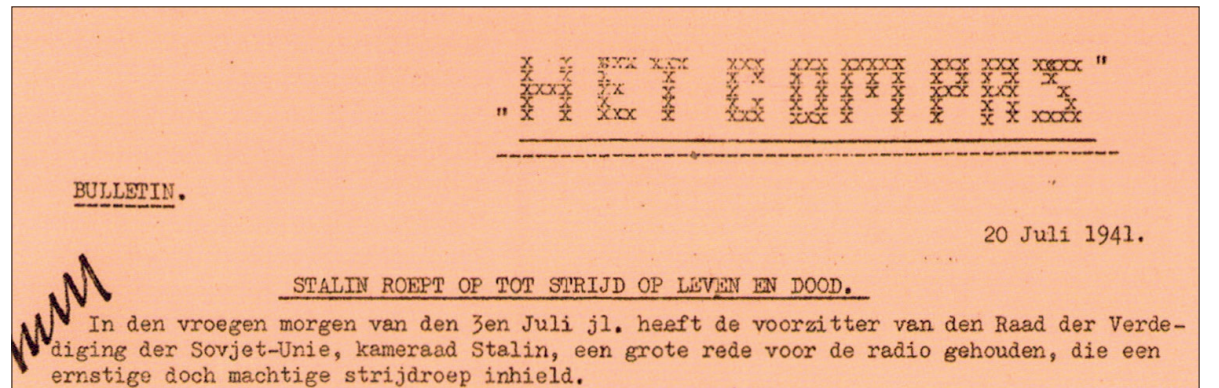 „HET COMPAS"
BULLETIN.
20 Juli 1941.
STALIN ROEPT OP TOT STRIJD OP LEVEN EN DOOD.
In den vroegen morgen van den 3en Juli jl. heeft de voorzitter van den Raad der Verde-
diging der Sovjet-Unie, kameraad Stalin, een grote rede voor de radio gehouden, die een
ernstige doch machtige strijdroep inhield.